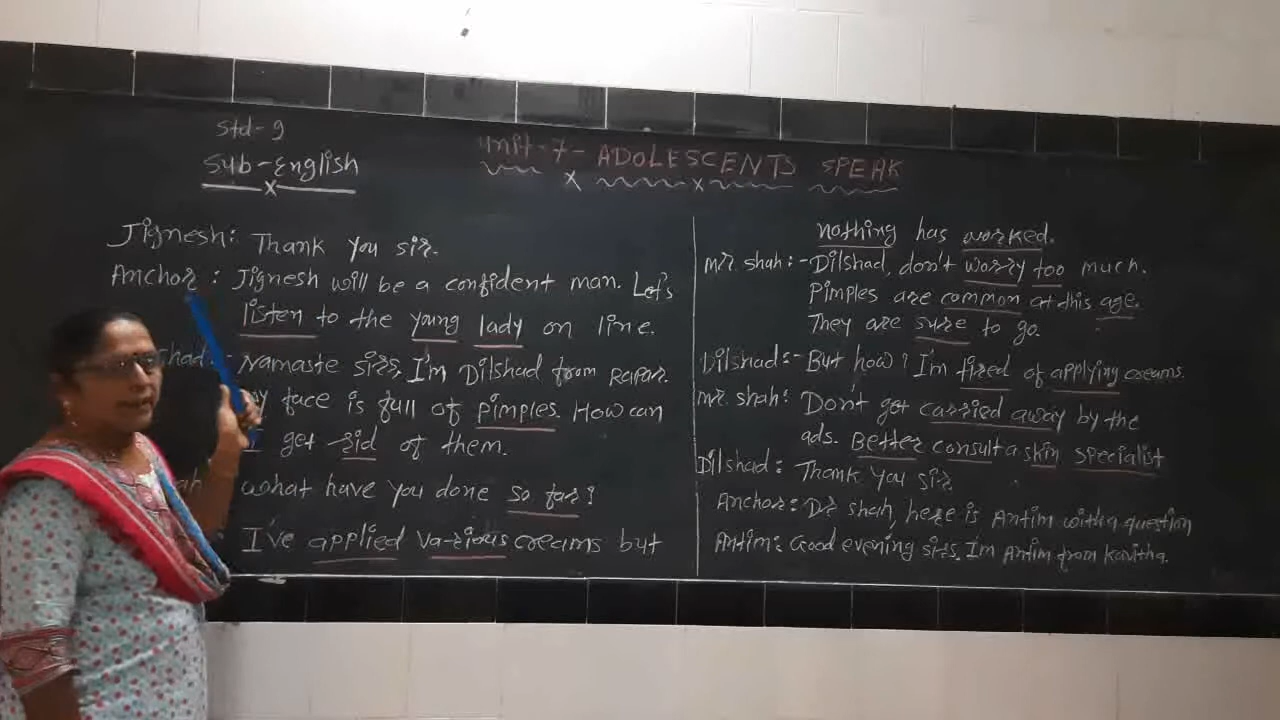 Std-9
Sub-English
Unit-7- ADOLESCENTS SPEAK
Jignesh: Thank you sir.
Anchor: Jignesh will be a confident man. Let's
listen to the young lady on line.
shad:- Namaste sirs, I'm Dilshad from Rapar.
face is full of pimples. How can
I get rid of them.
ah what have you done so far?
I've applied various creams but
nothing has worked.
Mr. shah:- Dilshad, don't worry too much.
Pimples are common at this age.
They are sure to go.
Dilshad:- But how? I'm tired of applying creams.
Mr. shah: Don't get carried away by the
ads. Better consult a skin specialist
Dilshad: Thank you sir
Anchor: Dr shah, here is Antim with a question
Antim: Good evening sirs. I'm Antim from Kavitha.